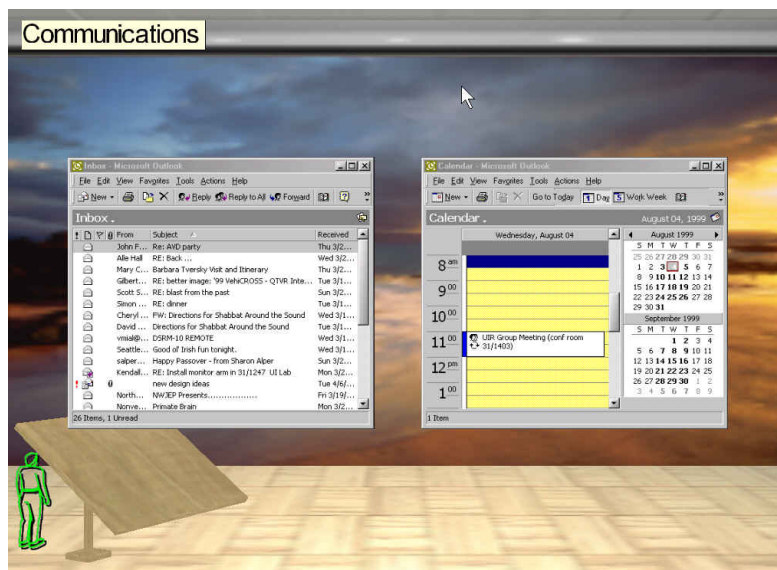 Communications
Inbox - Microsoft Outlook
File Edit View Favorites Tools Actions Help
New Reply Reply to All Forward
Inbox .
! From Subject Received
John F... Re: AVD party Thu 3/2...
Alle Hall RE: Back ... Wed 3/2...
Mary C... Barbara Tversky Visit and Itinerary Thu 3/2...
Gilbert... RE: better image: '99 VehiCROSS - QTVR Inte... Tue 3/1...
Scott S... RE: blast from the past Sun 3/2...
Simon ... RE: dinner Tue 3/1...
Cheryl ... FW: Directions for Shabbat Around the Sound Wed 3/1...
David ... Directions for Shabbat Around the Sound Tue 3/1...
vmial@... DSRM-10 REMOTE Wed 3/1...
Seattle... Good of Irish fun tonight. Wed 3/1...
salper... Happy Passover - from Sharon Alper Sun 3/2...
Kendall... RE: Install monitor arm in 31/1247 UI Lab Mon 3/2...
! new design ideas Tue 4/6/...
North... NWJEP Presents.................. Fri 3/19/...
Nonve... Primate Brain Mon 3/2...
26 Items, 1 Unread
Calendar - Microsoft Outlook
File Edit View Favorites Tools Actions Help
New Go to Today 1 Day 5 Work Week
Calendar . August 04, 1999
Wednesday, August 04
8 am
9 00
10 00
11 00 UIR Group Meeting (conf room
31/1403)
12 pm
1 00
August 1999
S M T W T F S
25 26 27 28 29 30 31
1 2 3 5 6 7
8 9 10 11 12 13 14
15 16 17 18 19 20 21
22 23 24 25 26 27 28
29 30 31
September 1999
S M T W T F S
1 2 3 4
5 6 7 8 9 10 11
12 13 14 15 16 17 18
19 20 21 22 23 24 25
26 27 28 29 30 1 2
3 4 5 6 7 8 9
1 Item